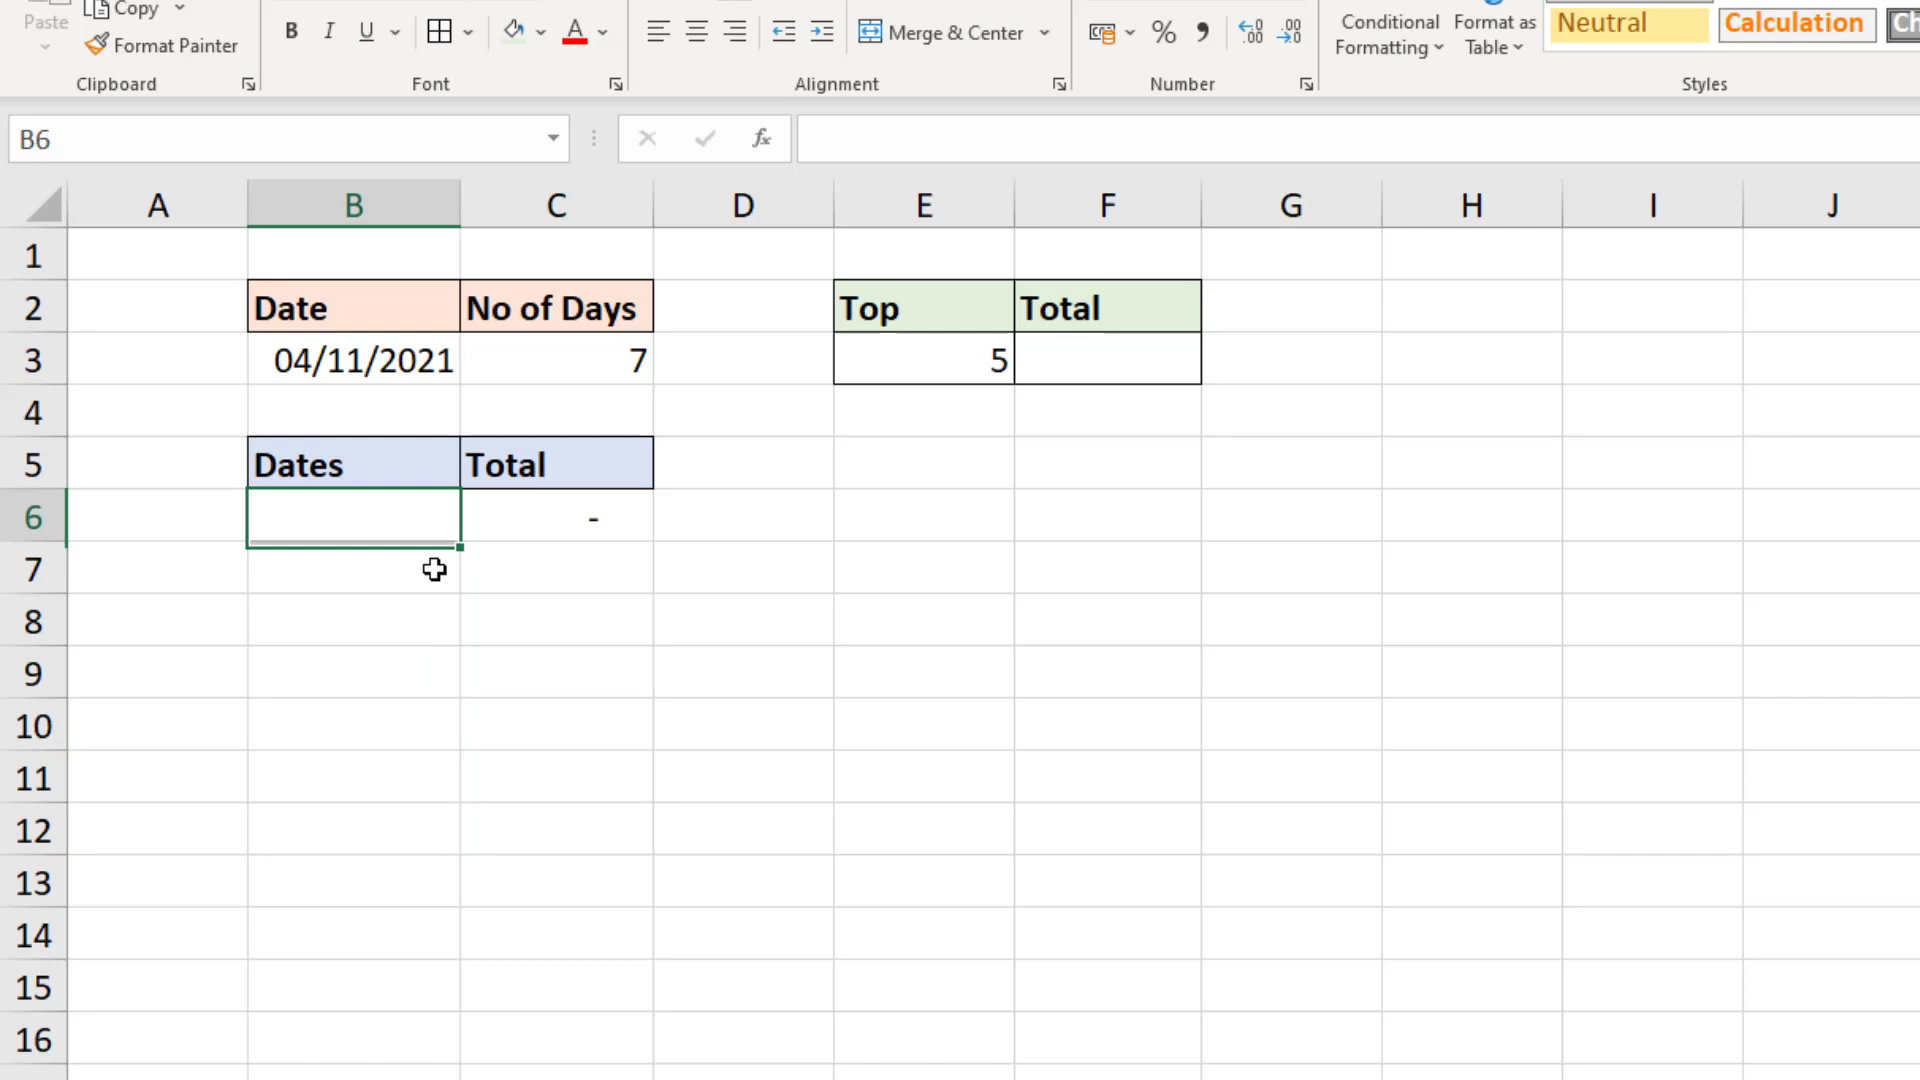 Paste
Copy
Format Painter
Clipboard
B I U
A
Font
Merge & Center
Alignment
%
Number
Conditional Formatting
Format as Table
Neutral
Calculation
Styles
B6
fx
A B C D E F G H I J
1
2 Date No of Days Top Total
3 04/11/2021 7 5
4
5 Dates Total
6 -
7
8
9
10
11
12
13
14
15
16